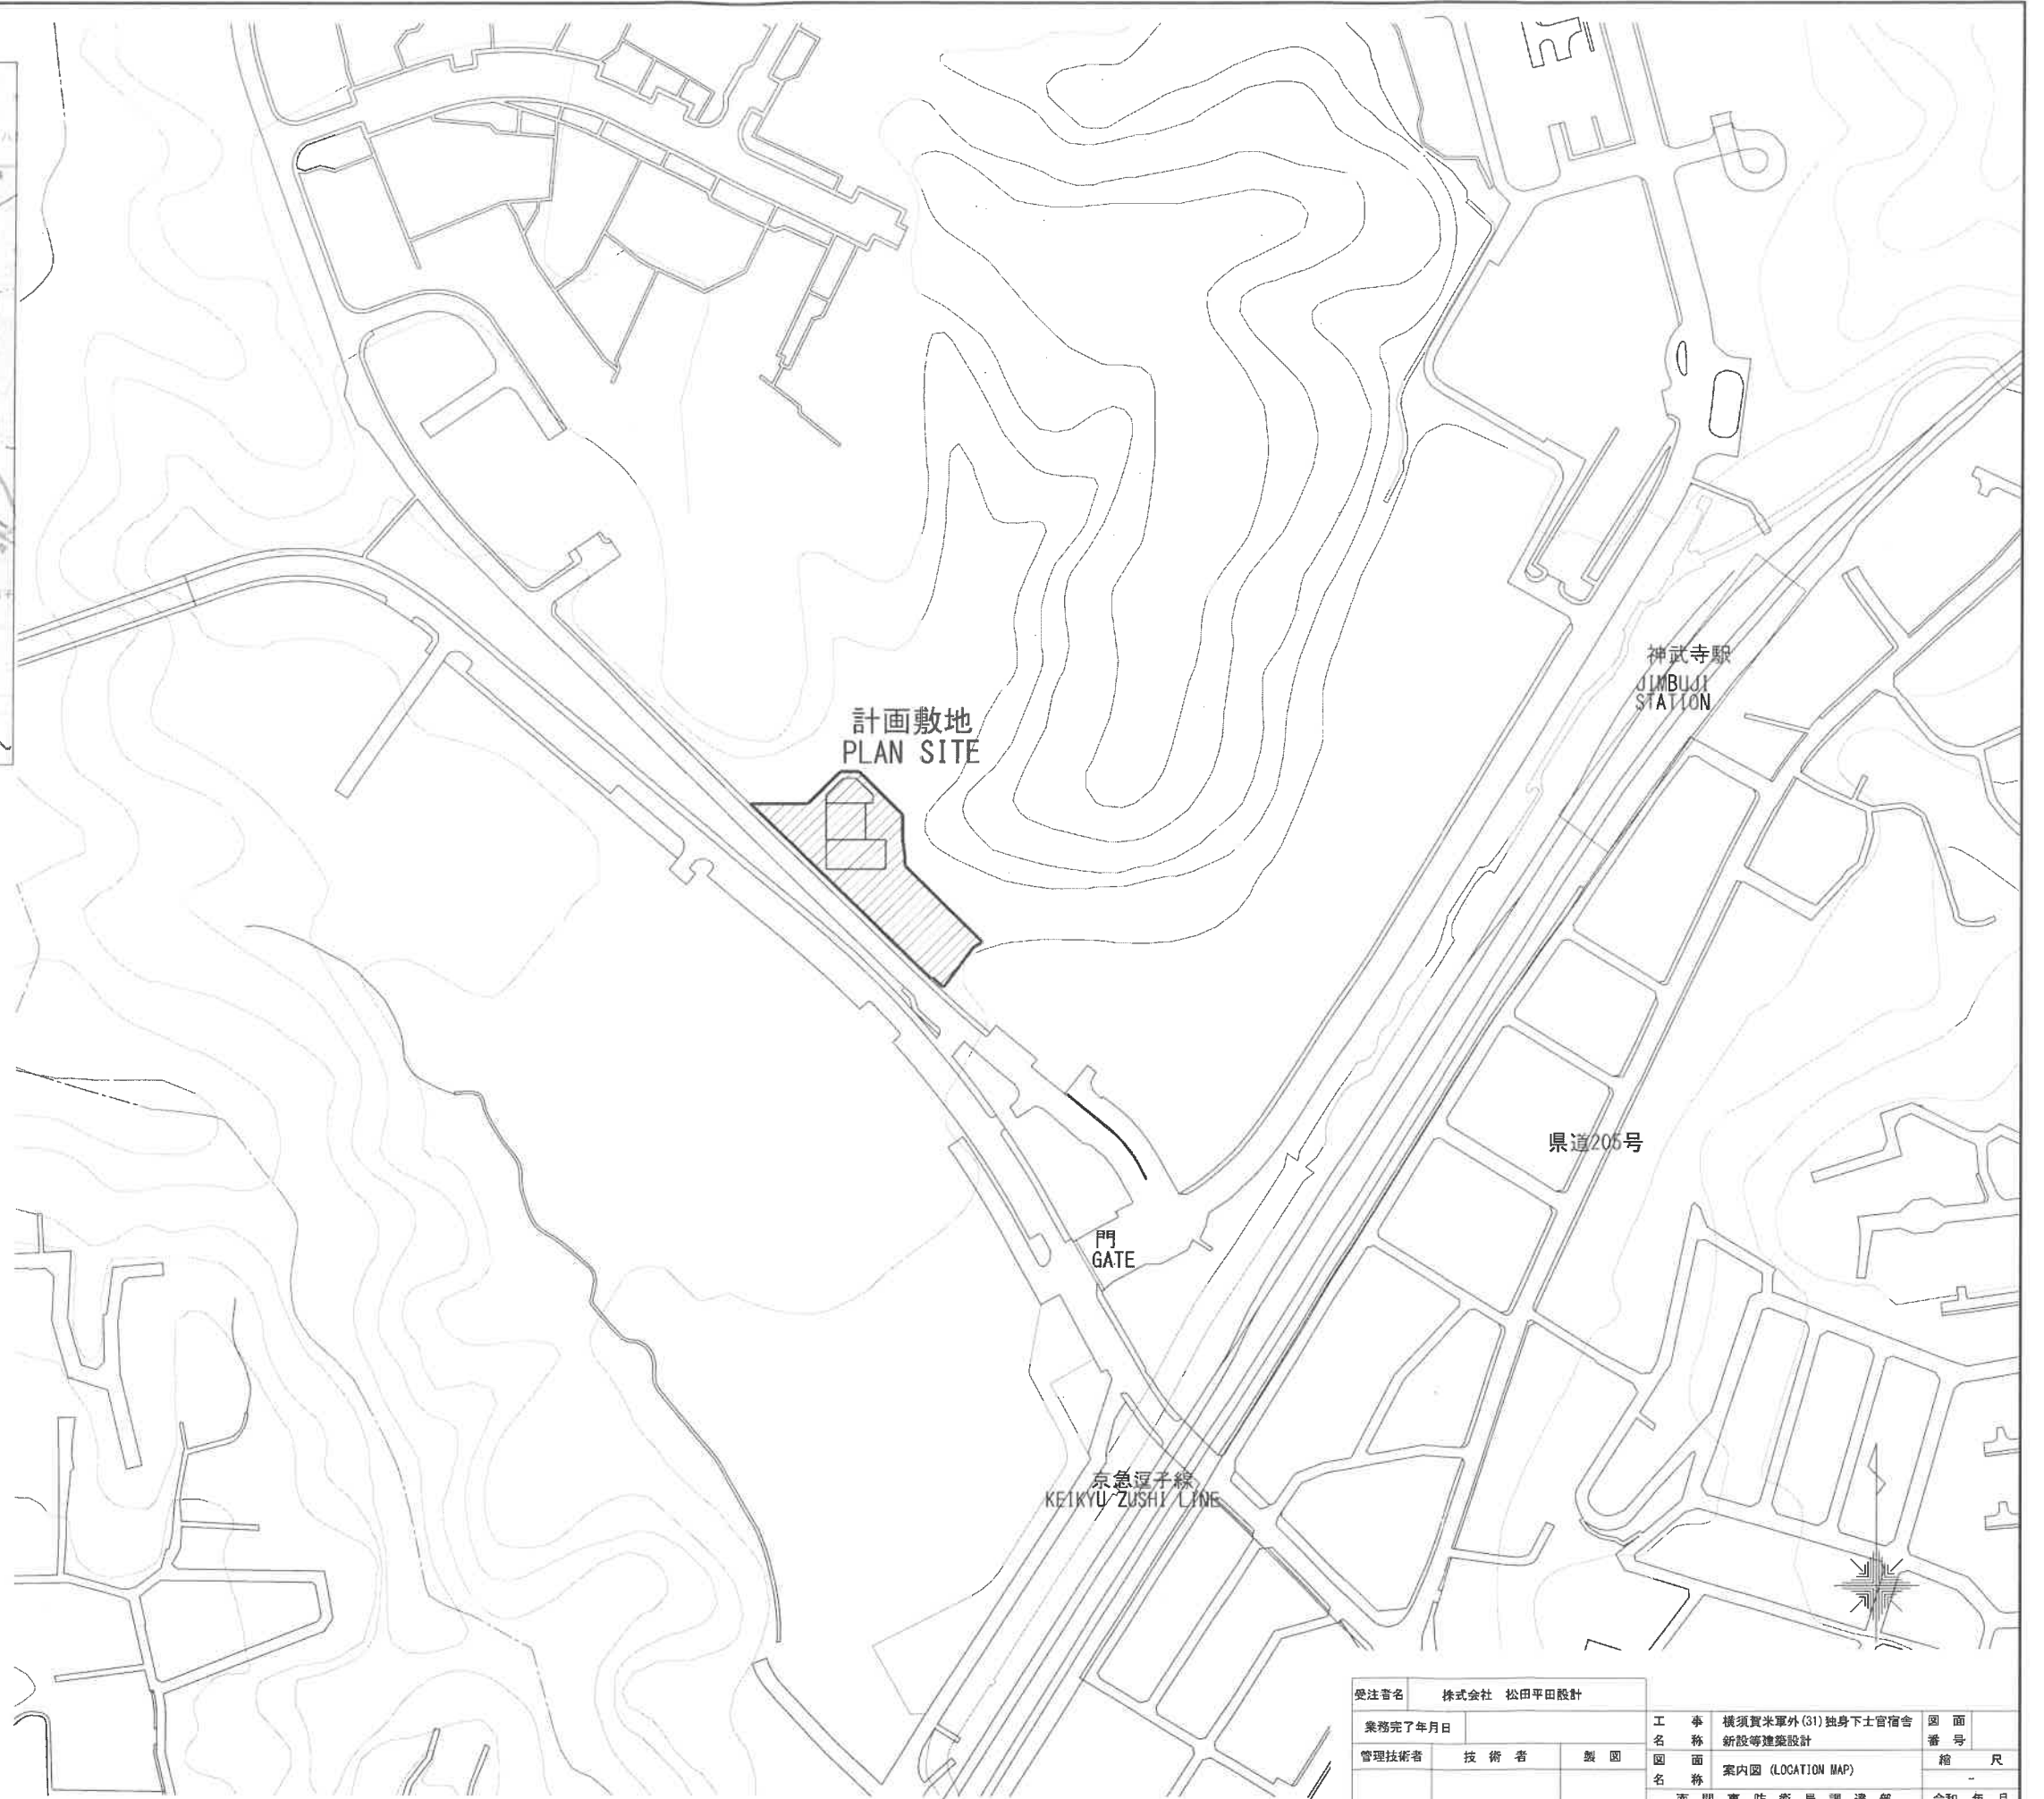 神武寺駅
JIMBUJI
STATION
計画敷地
PLAN SITE
県道205号
門
GATE
京急逗子線
KEIKYU ZUSHI LINE
受注者名 株式会社 松田平田設計
業務完了年月日
管理技術者 技術者 製図
工事名称 横須賀米軍外(31)独身下士官宿舎
新設等建築設計
図面番号
図面名称 案内図 (LOCATION MAP)
縮尺
-